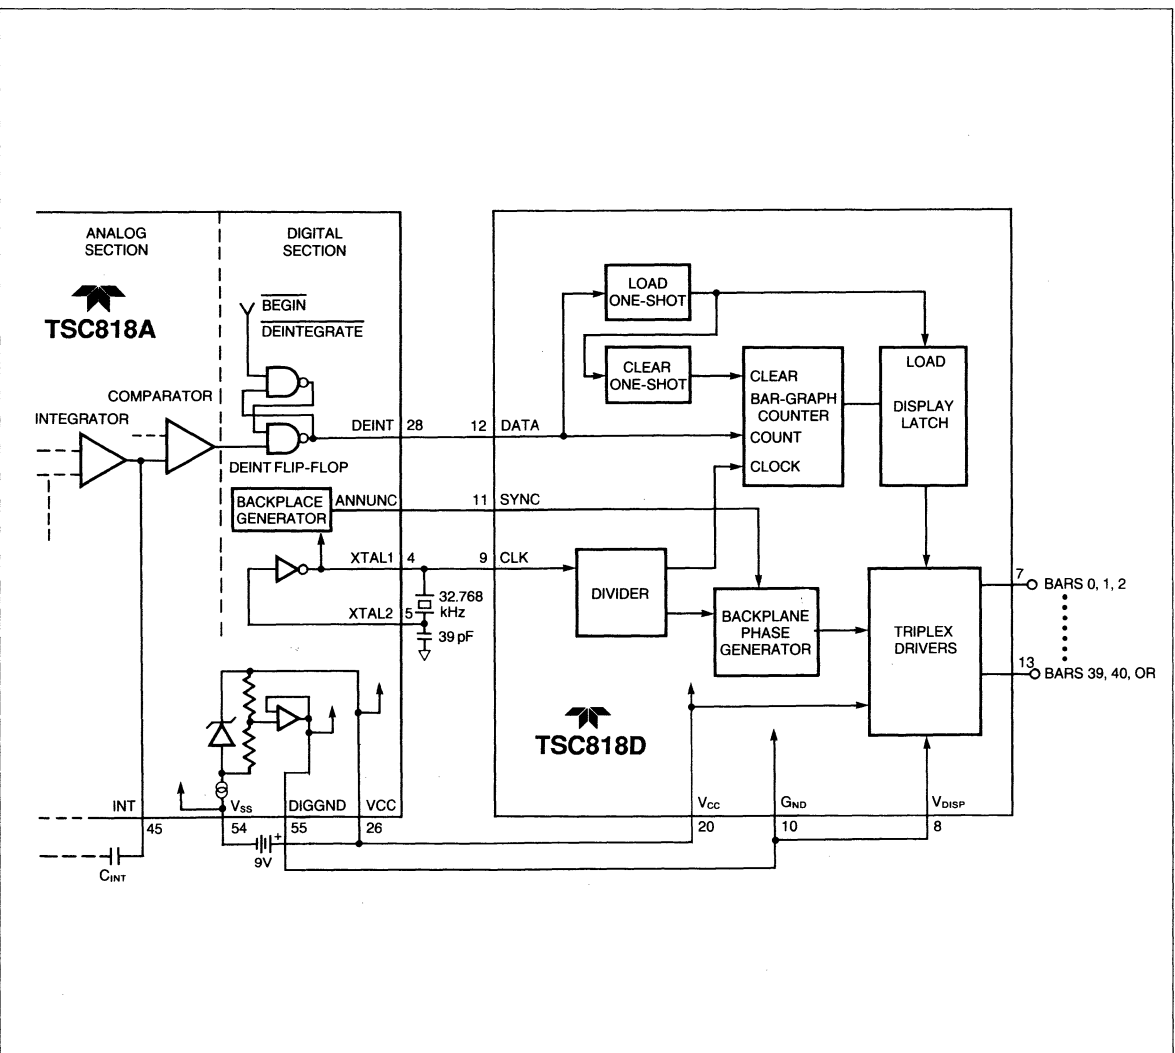 ANALOG
SECTION
DIGITAL
SECTION
TSC818A
BEGIN
DEINTEGRATE
COMPARATOR
INTEGRATOR
DEINT
28
DEINT FLIP-FLOP
BACKPLACE
GENERATOR
ANNUNC
XTAL1
4
XTAL2
5
32.768
kHz
39 pF
INT
45
VSS
54
DIGGND
55
VCC
26
9V
+
CINT
12
DATA
11
SYNC
9
CLK
LOAD
ONE-SHOT
CLEAR
ONE-SHOT
CLEAR
BAR-GRAPH
COUNTER
COUNT
CLOCK
LOAD
DISPLAY
LATCH
DIVIDER
BACKPLANE
PHASE
GENERATOR
TRIPLEX
DRIVERS
7
BARS 0, 1, 2
13
BARS 39, 40, OR
TSC818D
VCC
20
GND
10
VDISP
8